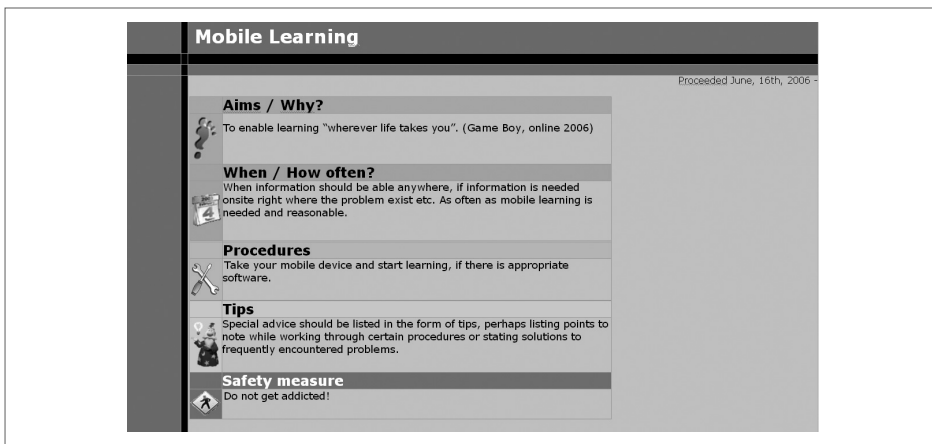 Mobile Learning
Proceeded June, 16th, 2006 -
Aims / Why?
To enable learning "wherever life takes you". (Game Boy, online 2006)
When / How often?
When information should be able anywhere, if information is needed
onsite right where the problem exist etc. As often as mobile learning is
needed and reasonable.
4
Procedures
Take your mobile device and start learning, if there is appropriate
software.
Tips
Special advice should be listed in the form of tips, perhaps listing points to
note while working through certain procedures or stating solutions to
frequently encountered problems.
Safety measure
Do not get addicted!